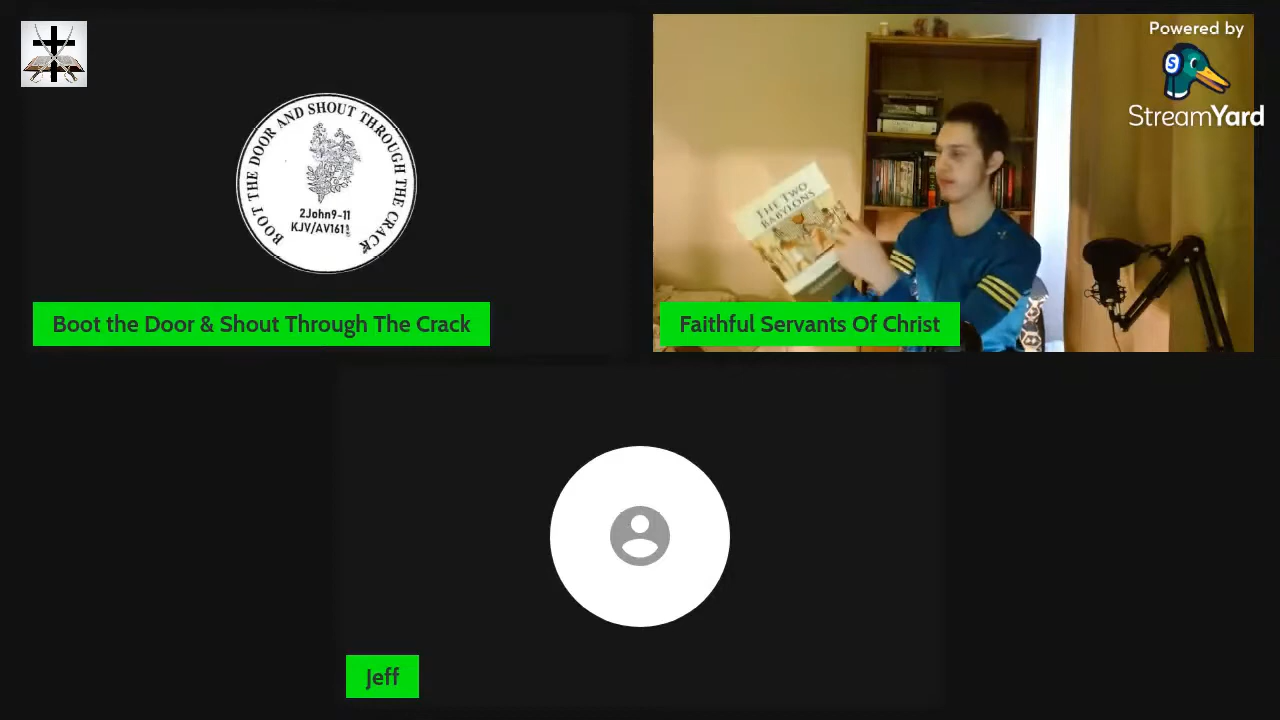 BOOT THE DOOR AND SHOUT THROUGH THE CRACK
2John9-11
KJV/AV1611
Boot the Door & Shout Through The Crack
Powered by
S
StreamYard
THE TWO
BABYLONS
Faithful Servants Of Christ
Jeff